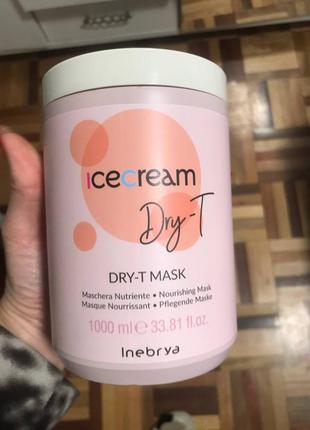 Icecream
Dry-T
DRY-T MASK
Maschera Nutriente • Nourishing Mask
Masque Nourrissant • Pflegende Maske
1000 ml e 33.81 fl.oz.
Inebrya